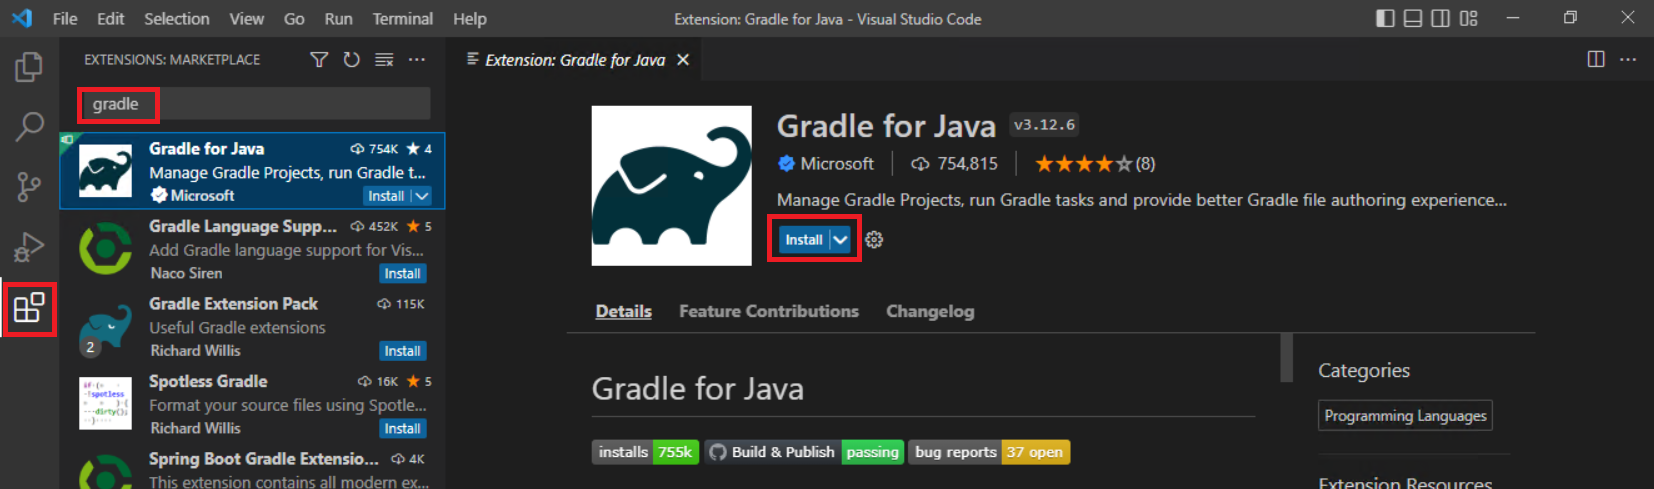 File Edit Selection View Go Run Terminal Help
Extension: Gradle for Java - Visual Studio Code
EXTENSIONS: MARKETPLACE
gradle
Gradle for Java 754K ★ 4
Manage Gradle Projects, run Gradle t...
Microsoft Install
Gradle Language Supp... 452K ★ 5
Add Gradle language support for Vis...
Naco Siren Install
Gradle Extension Pack 115K
Useful Gradle extensions
2
Richard Willis Install
Spotless Gradle 16K ★ 5
Format your source files using Spotle...
Richard Willis Install
Spring Boot Gradle Extensio... 4K
This extension contains all modern ex...
Extension: Gradle for Java
Gradle for Java v3.12.6
Microsoft 754,815 ★★★★☆(8)
Manage Gradle Projects, run Gradle tasks and provide better Gradle file authoring experience...
Install
Details Feature Contributions Changelog
Gradle for Java
installs 755k Build & Publish passing bug reports 37 open
Categories
Programming Languages
Extension Resources